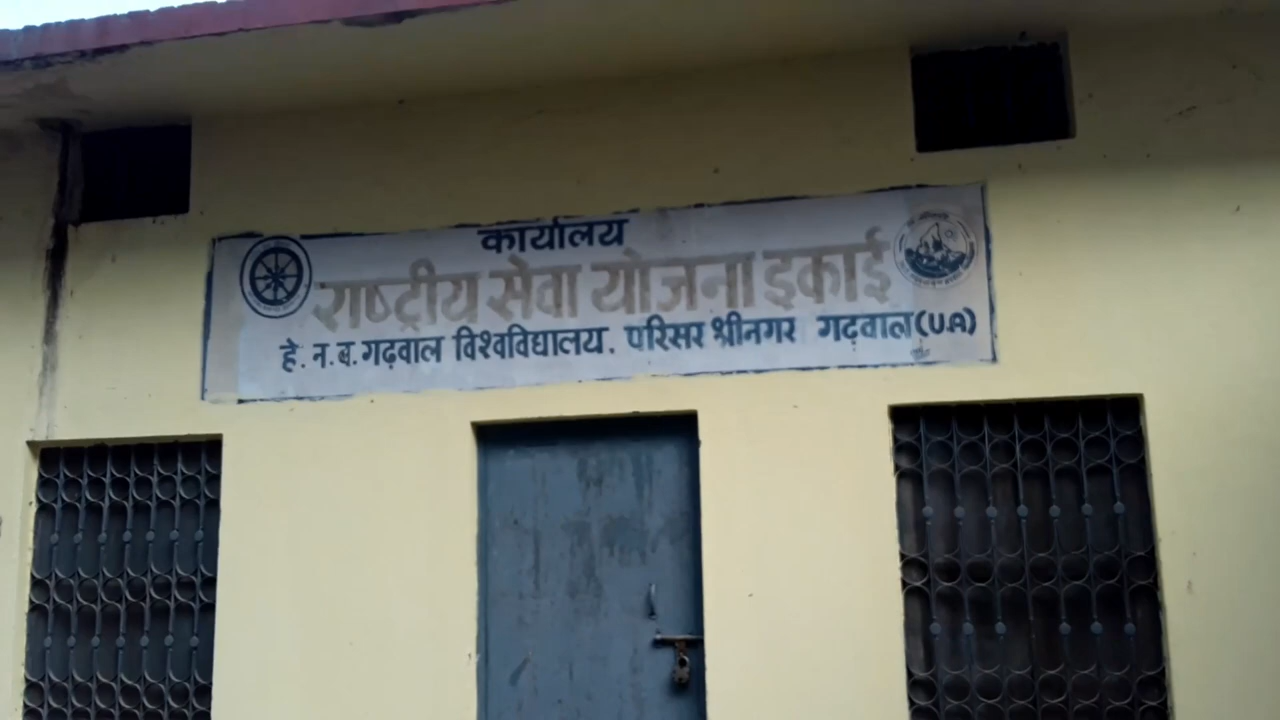 कार्यालय
राष्ट्रीय सेवा योजना इकाई
हे. न. ब. गढ़वाल विश्वविद्यालय. परिसर श्रीनगर गढ़वाल (U.A)